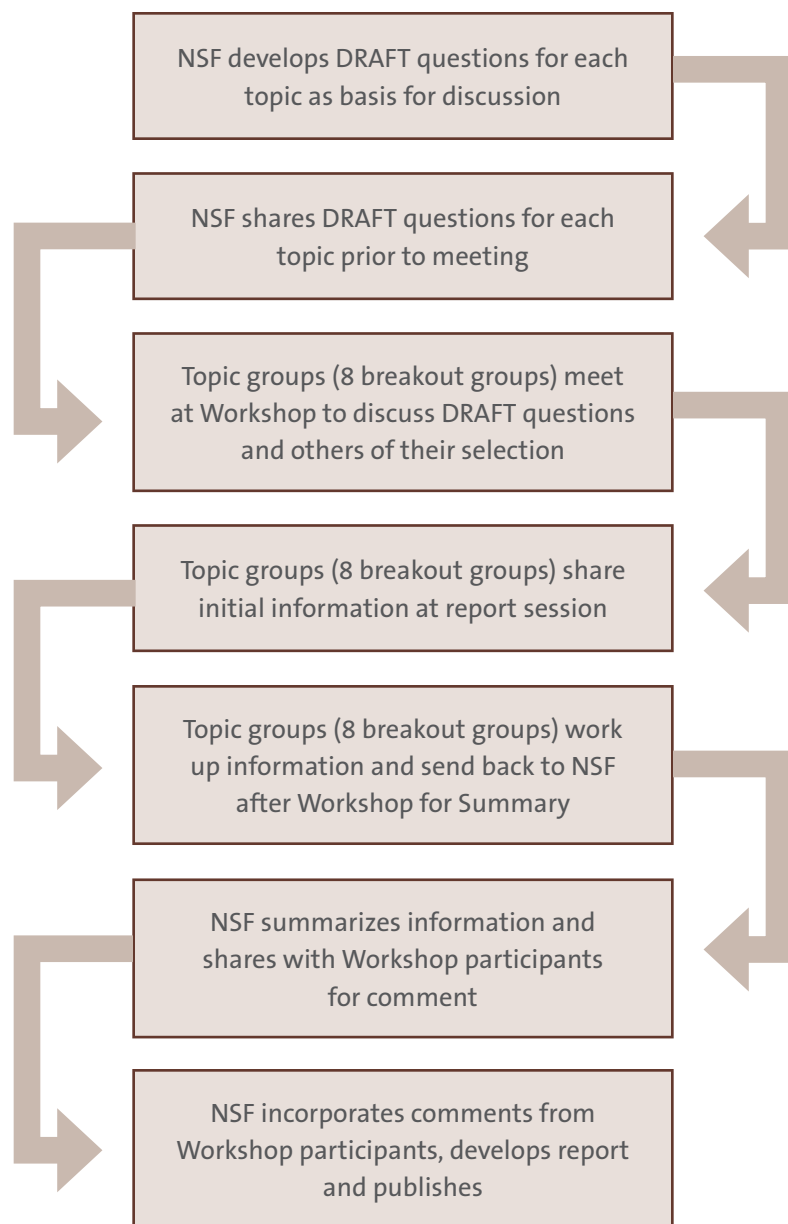 NSF develops DRAFT questions for each
topic as basis for discussion
NSF shares DRAFT questions for each
topic prior to meeting
Topic groups (8 breakout groups) meet
at Workshop to discuss DRAFT questions
and others of their selection
Topic groups (8 breakout groups) share
initial information at report session
Topic groups (8 breakout groups) work
up information and send back to NSF
after Workshop for Summary
NSF summarizes information and
shares with Workshop participants
for comment
NSF incorporates comments from
Workshop participants, develops report
and publishes